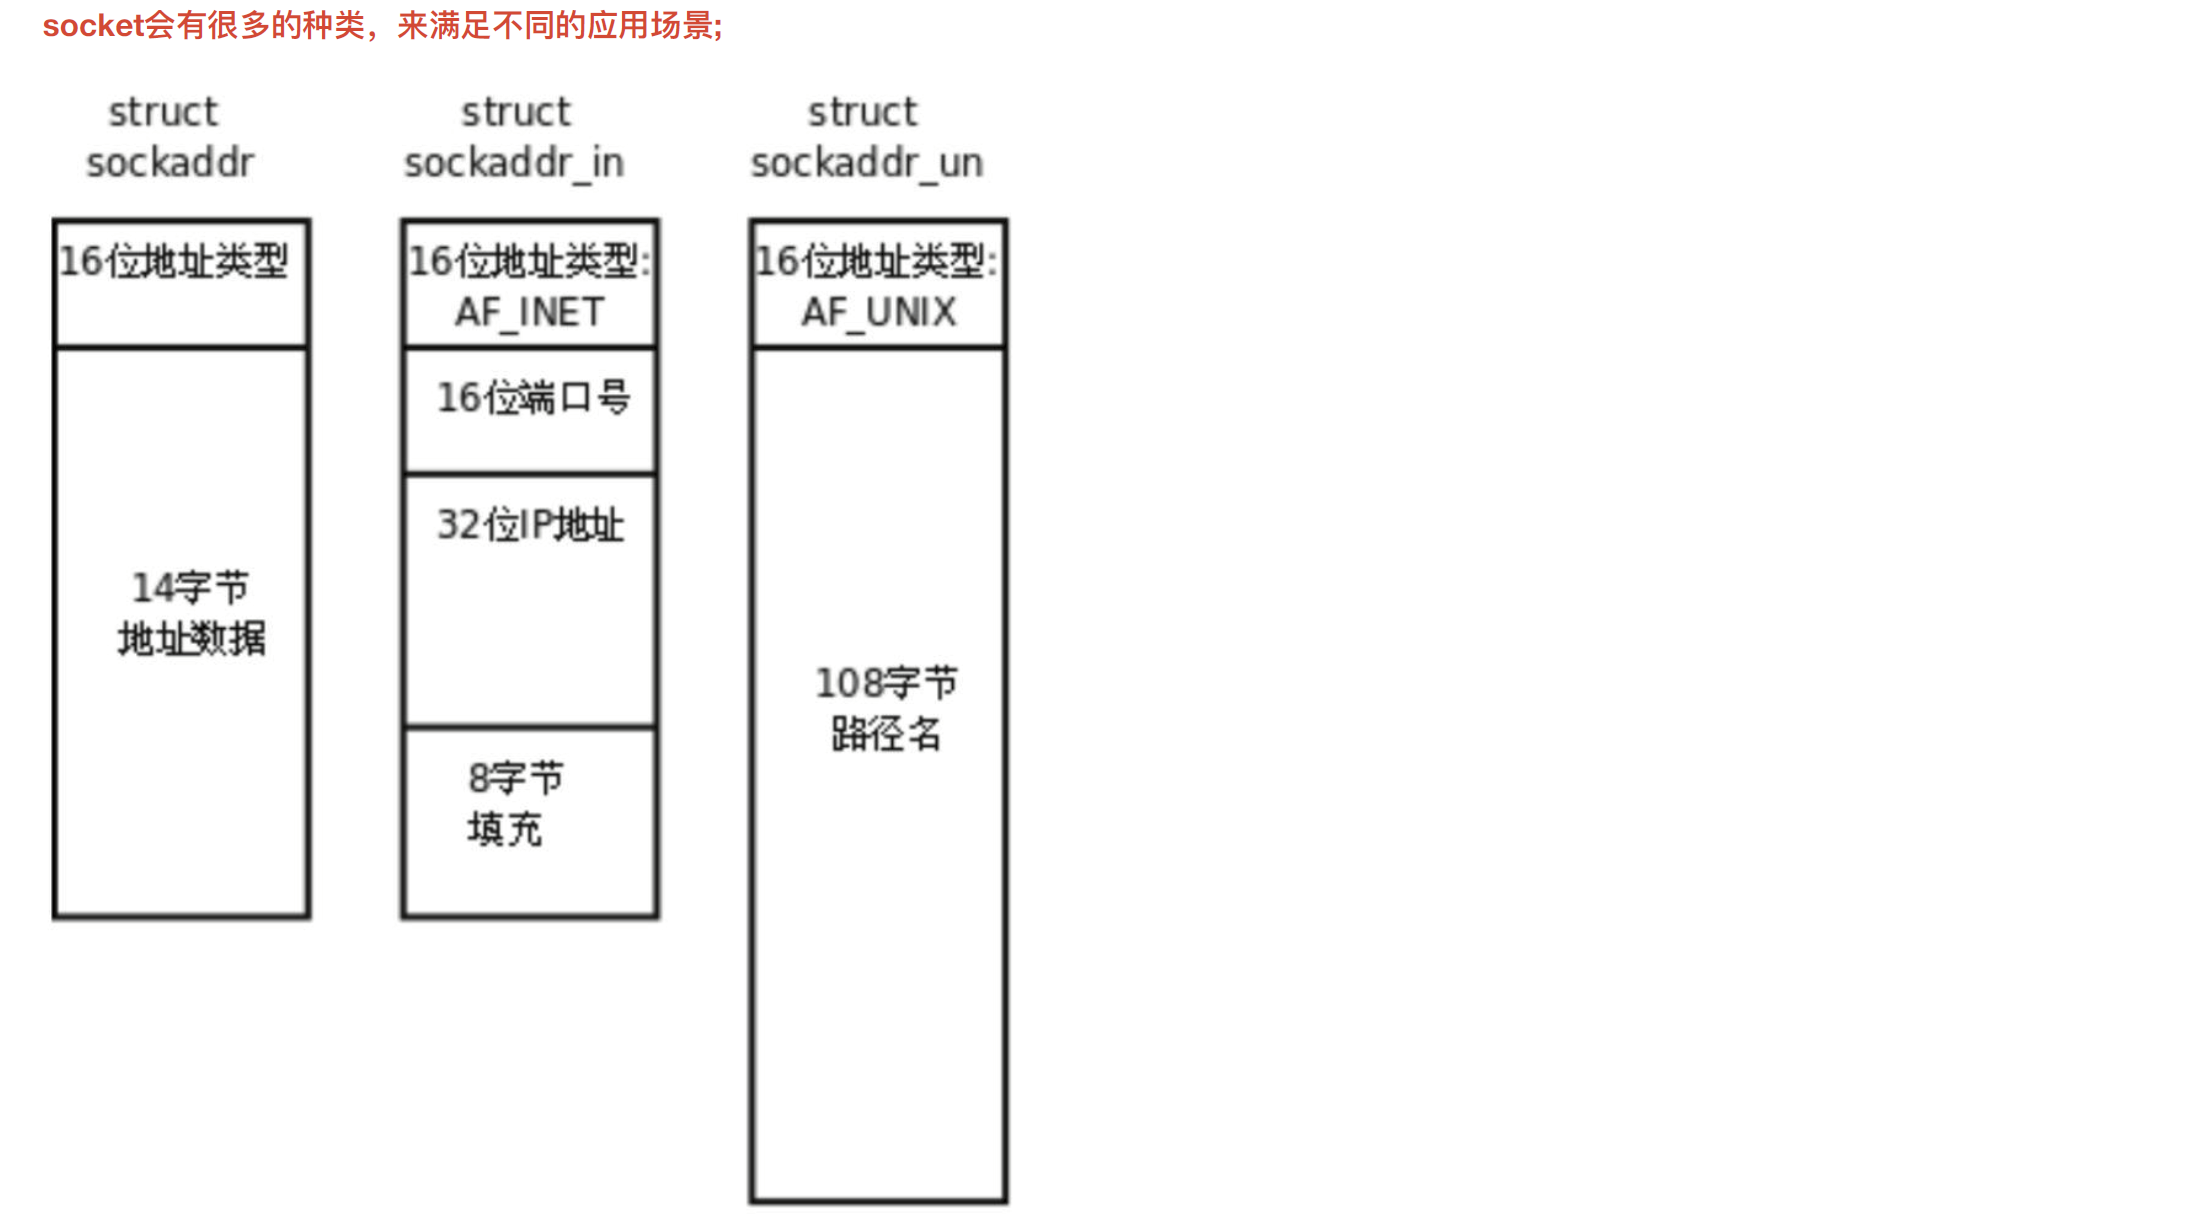 socket会有很多的种类，来满足不同的应用场景;
struct
sockaddr
16位地址类型
14字节
地址数据
struct
sockaddr_in
16位地址类型:
AF_INET
16位端口号
32位IP地址
8字节
填充
struct
sockaddr_un
16位地址类型:
AF_UNIX
108字节
路径名